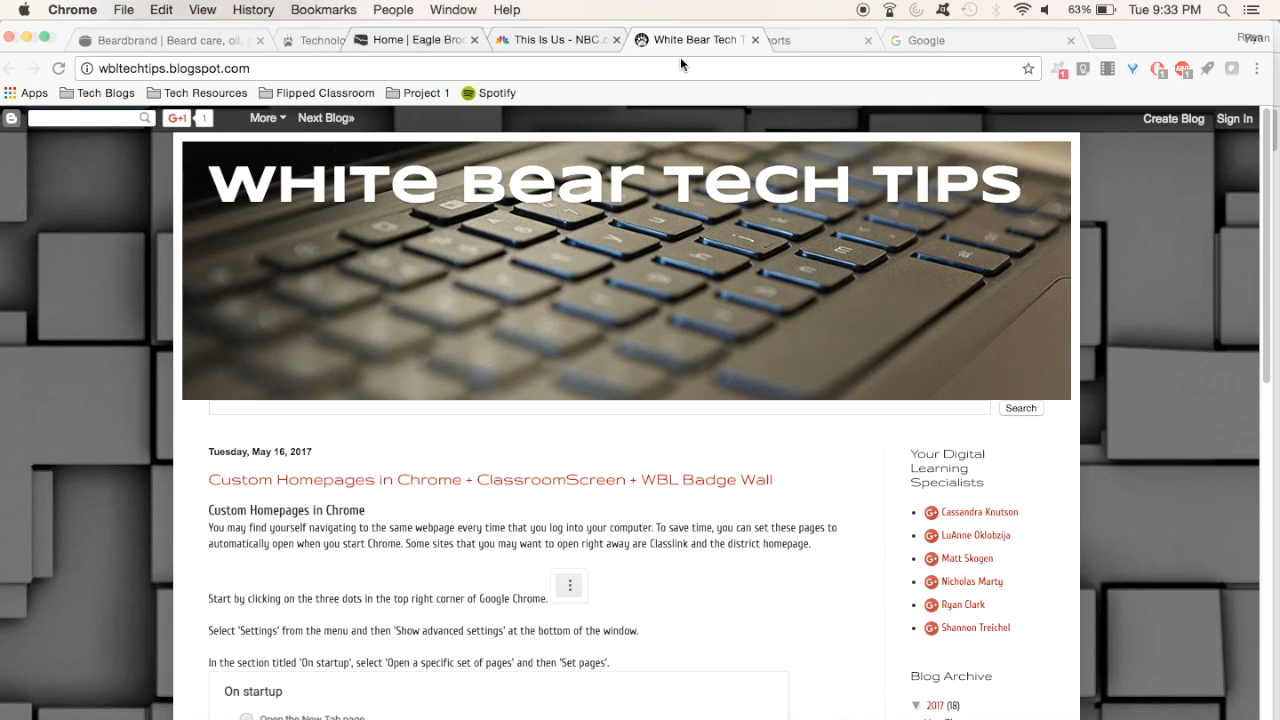 Chrome File Edit View History Bookmarks People Window Help 63% Tue 9:33 PM
Beardbrand | Beard care, oil, Technolo Home | Eagle Bro This Is Us - NBC. White Bear Tech T orts Google
wbltechtips.blogspot.com
Apps Tech Blogs Tech Resources Flipped Classroom Project 1 Spotify
G+1 1 More Next Blog» Create Blog Sign In
WHITE BEAR TECH TIPS
Search
Tuesday, May 16, 2017
Custom Homepages in Chrome + ClassroomScreen + WBL Badge Wall
Custom Homepages in Chrome
You may find yourself navigating to the same webpage every time that you log into your computer. To save time, you can set these pages to
automatically open when you start Chrome. Some sites that you may want to open right away are Classlink and the district homepage.
Start by clicking on the three dots in the top right corner of Google Chrome.
Select 'Settings' from the menu and then 'Show advanced settings' at the bottom of the window.
In the section titled 'On startup', select 'Open a specific set of pages' and then 'Set pages'.
On startup
Open the New Tab page
Your Digital
Learning
Specialists
Cassandra Knutson
LuAnne Oklobzija
Matt Skogen
Nicholas Marty
Ryan Clark
Shannon Treichel
Blog Archive
2017 (18)